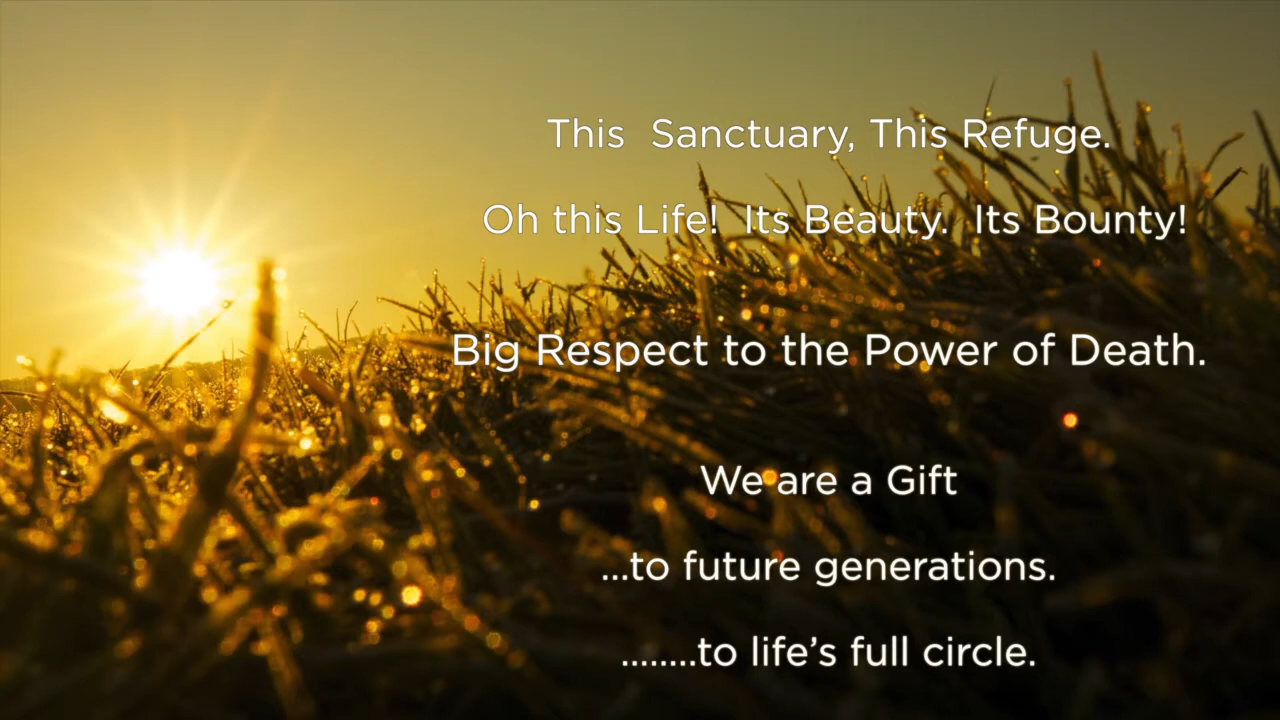 This  Sanctuary, This Refuge.
Oh this Life!  Its Beauty.  Its Bounty!
Big Respect to the Power of Death.
We are a Gift
...to future generations.
........to life’s full circle.